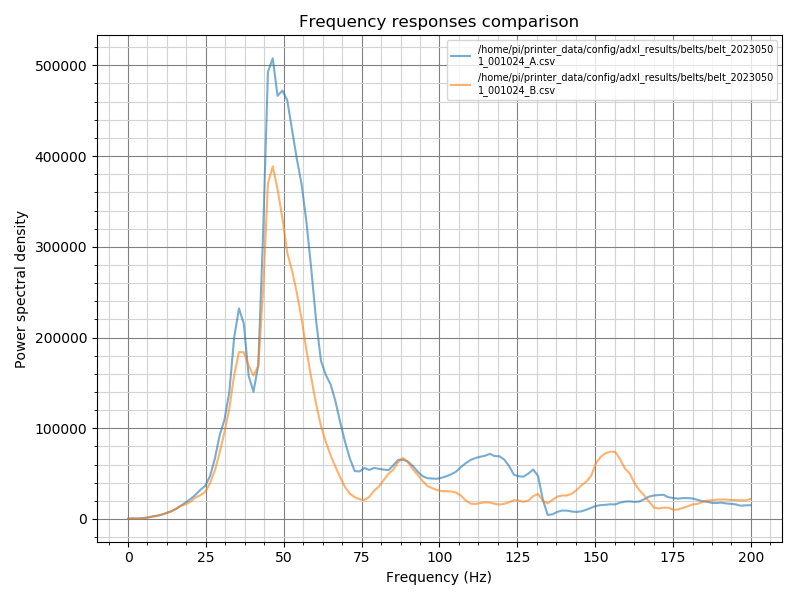 Frequency responses comparison
/home/pi/printer_data/config/adxl_results/belts/belt_2023050
1_001024_A.csv
/home/pi/printer_data/config/adxl_results/belts/belt_2023050
1_001024_B.csv
500000
400000
300000
200000
100000
0
Power spectral density
0 25 50 75 100 125 150 175 200
Frequency (Hz)